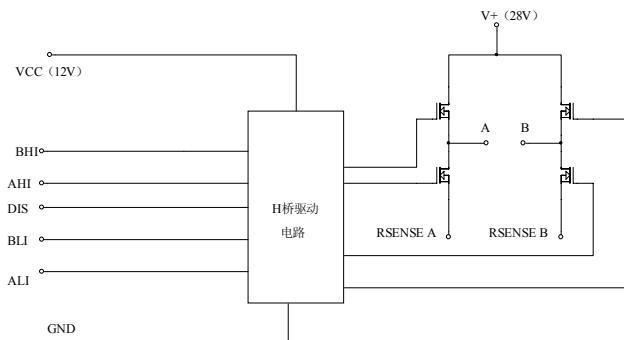 V+（28V）
VCC（12V）
A
B
BHI
AHI
DIS
H桥驱动
电路
BLI
RSENSE A
RSENSE B
ALI
GND